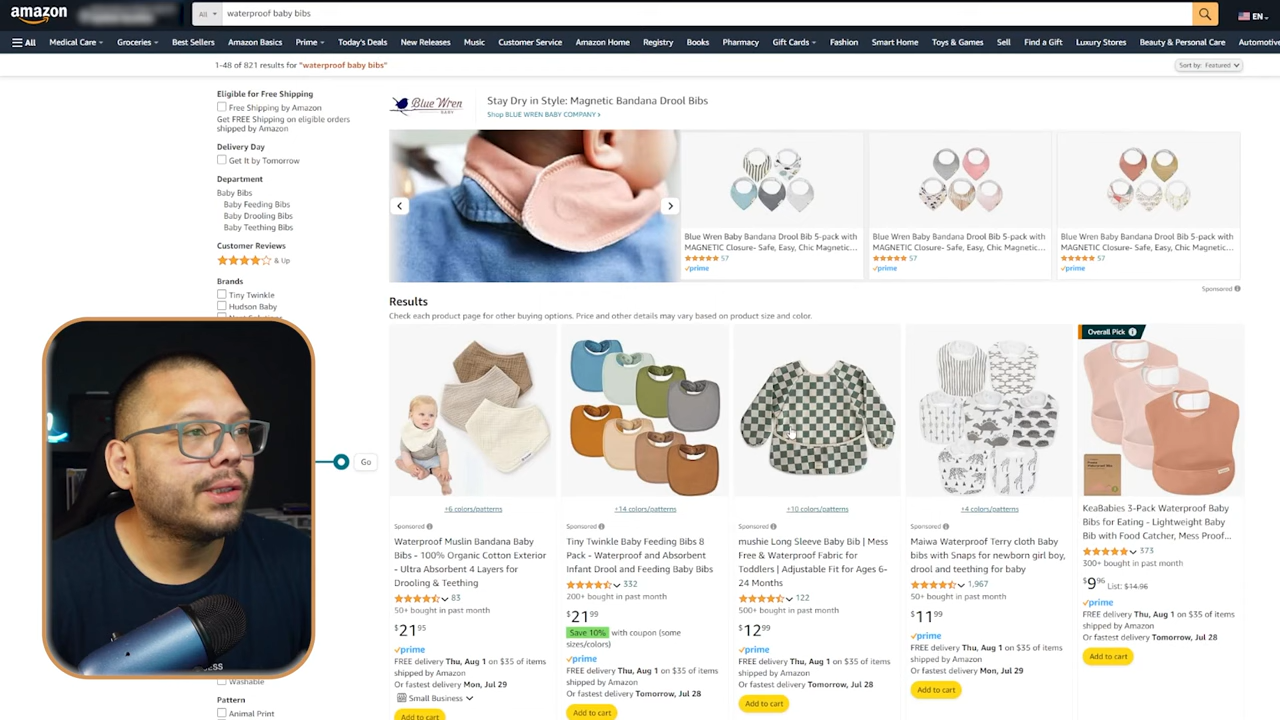 amazon
All
waterproof baby bibs
EN
All
Medical Care
Groceries
Best Sellers
Amazon Basics
Prime
Today's Deals
New Releases
Music
Customer Service
Amazon Home
Registry
Books
Pharmacy
Gift Cards
Fashion
Smart Home
Toys & Games
Sell
Find a Gift
Luxury Stores
Beauty & Personal Care
Automotive
1-48 of 821 results for "waterproof baby bibs"
Sort by: Featured
Eligible for Free Shipping
Free Shipping by Amazon
Get FREE Shipping on eligible orders
shipped by Amazon
Delivery Day
Get It by Tomorrow
Department
Baby Bibs
Baby Feeding Bibs
Baby Drooling Bibs
Baby Teething Bibs
Customer Reviews
& Up
Brands
Tiny Twinkle
Hudson Baby
Go
Washable
Pattern
Animal Print
Blue Wren
BABY
Stay Dry in Style: Magnetic Bandana Drool Bibs
Shop BLUE WREN BABY COMPANY ›
Blue Wren Baby Bandana Drool Bib 5-pack with
MAGNETIC Closure- Safe, Easy, Chic Magnetic...
57
prime
Blue Wren Baby Bandana Drool Bib 5-pack with
MAGNETIC Closure- Safe, Easy, Chic Magnetic...
57
prime
Blue Wren Baby Bandana Drool Bib 5-pack with
MAGNETIC Closure- Safe, Easy, Chic Magnetic...
57
prime
Sponsored
Results
Check each product page for other buying options. Price and other details may vary based on product size and color.
+6 colors/patterns
Sponsored
Waterproof Muslin Bandana Baby
Bibs - 100% Organic Cotton Exterior
- Ultra Absorbent 4 Layers for
Drooling & Teething
83
50+ bought in past month
$2195
prime
FREE delivery Thu, Aug 1 on $35 of items
shipped by Amazon
Or fastest delivery Mon, Jul 29
Small Business
Add to cart
+14 colors/patterns
Sponsored
Tiny Twinkle Baby Feeding Bibs 8
Pack - Waterproof and Absorbent
Infant Drool and Feeding Baby Bibs
332
200+ bought in past month
$2199
Save 10% with coupon (some
sizes/colors)
prime
FREE delivery Thu, Aug 1 on $35 of items
shipped by Amazon
Or fastest delivery Tomorrow, Jul 28
Add to cart
+10 colors/patterns
Sponsored
mushie Long Sleeve Baby Bib | Mess
Free & Waterproof Fabric for
Toddlers | Adjustable Fit for Ages 6-
24 Months
122
500+ bought in past month
$1299
prime
FREE delivery Thu, Aug 1 on $35 of items
shipped by Amazon
Or fastest delivery Tomorrow, Jul 28
Add to cart
+4 colors/patterns
Sponsored
Maiwa Waterproof Terry cloth Baby
bibs with Snaps for newborn girl boy,
drool and teething for baby
1,967
50+ bought in past month
$1199
prime
FREE delivery Thu, Aug 1 on $35 of items
shipped by Amazon
Or fastest delivery Mon, Jul 29
Add to cart
Overall Pick
KeaBabies 3-Pack Waterproof Baby
Bibs for Eating - Lightweight Baby
Bib with Food Catcher, Mess Proof...
373
300+ bought in past month
$996 List: $14.96
prime
FREE delivery Thu, Aug 1 on $35 of items
shipped by Amazon
Or fastest delivery Tomorrow, Jul 28
Add to cart